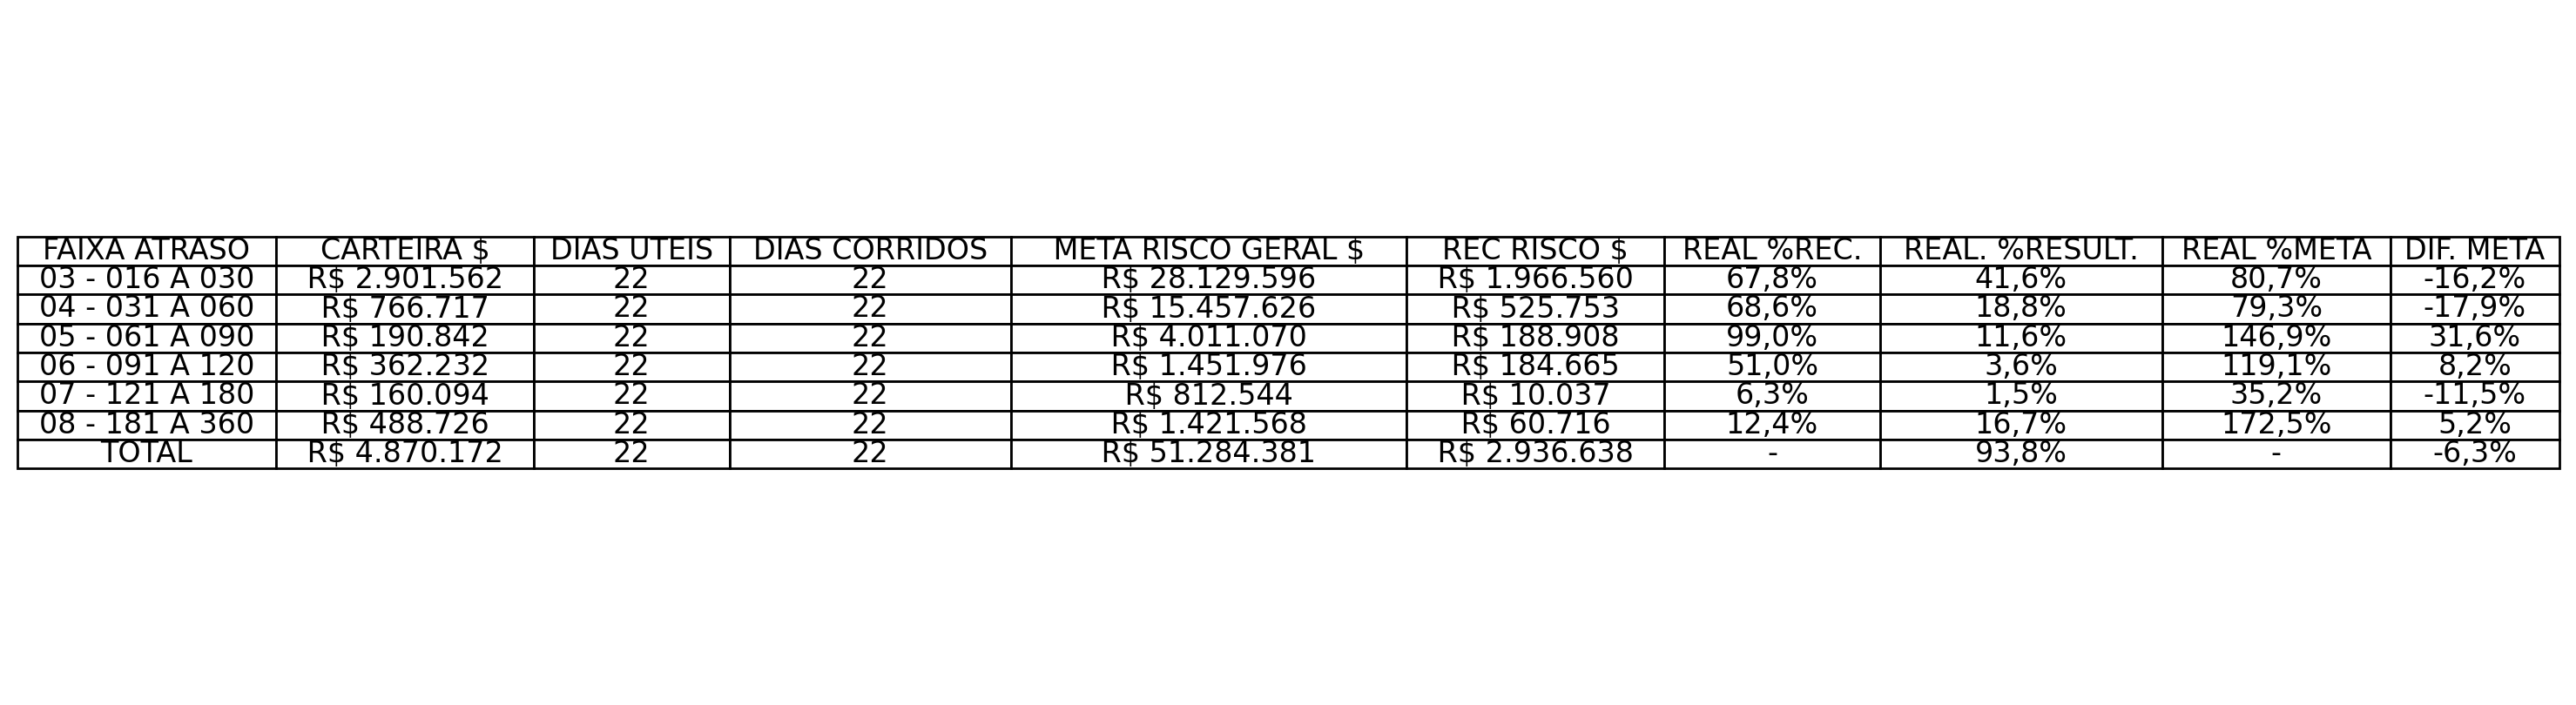 FAIXA ATRASO CARTEIRA $ DIAS UTEIS DIAS CORRIDOS META RISCO GERAL $ REC RISCO $ REAL %REC. REAL. %RESULT. REAL %META DIF. META
03 - 016 A 030 R$ 2.901.562 22 22 R$ 28.129.596 R$ 1.966.560 67,8% 41,6% 80,7% -16,2%
04 - 031 A 060 R$ 766.717 22 22 R$ 15.457.626 R$ 525.753 68,6% 18,8% 79,3% -17,9%
05 - 061 A 090 R$ 190.842 22 22 R$ 4.011.070 R$ 188.908 99,0% 11,6% 146,9% 31,6%
06 - 091 A 120 R$ 362.232 22 22 R$ 1.451.976 R$ 184.665 51,0% 3,6% 119,1% 8,2%
07 - 121 A 180 R$ 160.094 22 22 R$ 812.544 R$ 10.037 6,3% 1,5% 35,2% -11,5%
08 - 181 A 360 R$ 488.726 22 22 R$ 1.421.568 R$ 60.716 12,4% 16,7% 172,5% 5,2%
TOTAL R$ 4.870.172 22 22 R$ 51.284.381 R$ 2.936.638 - 93,8% - -6,3%